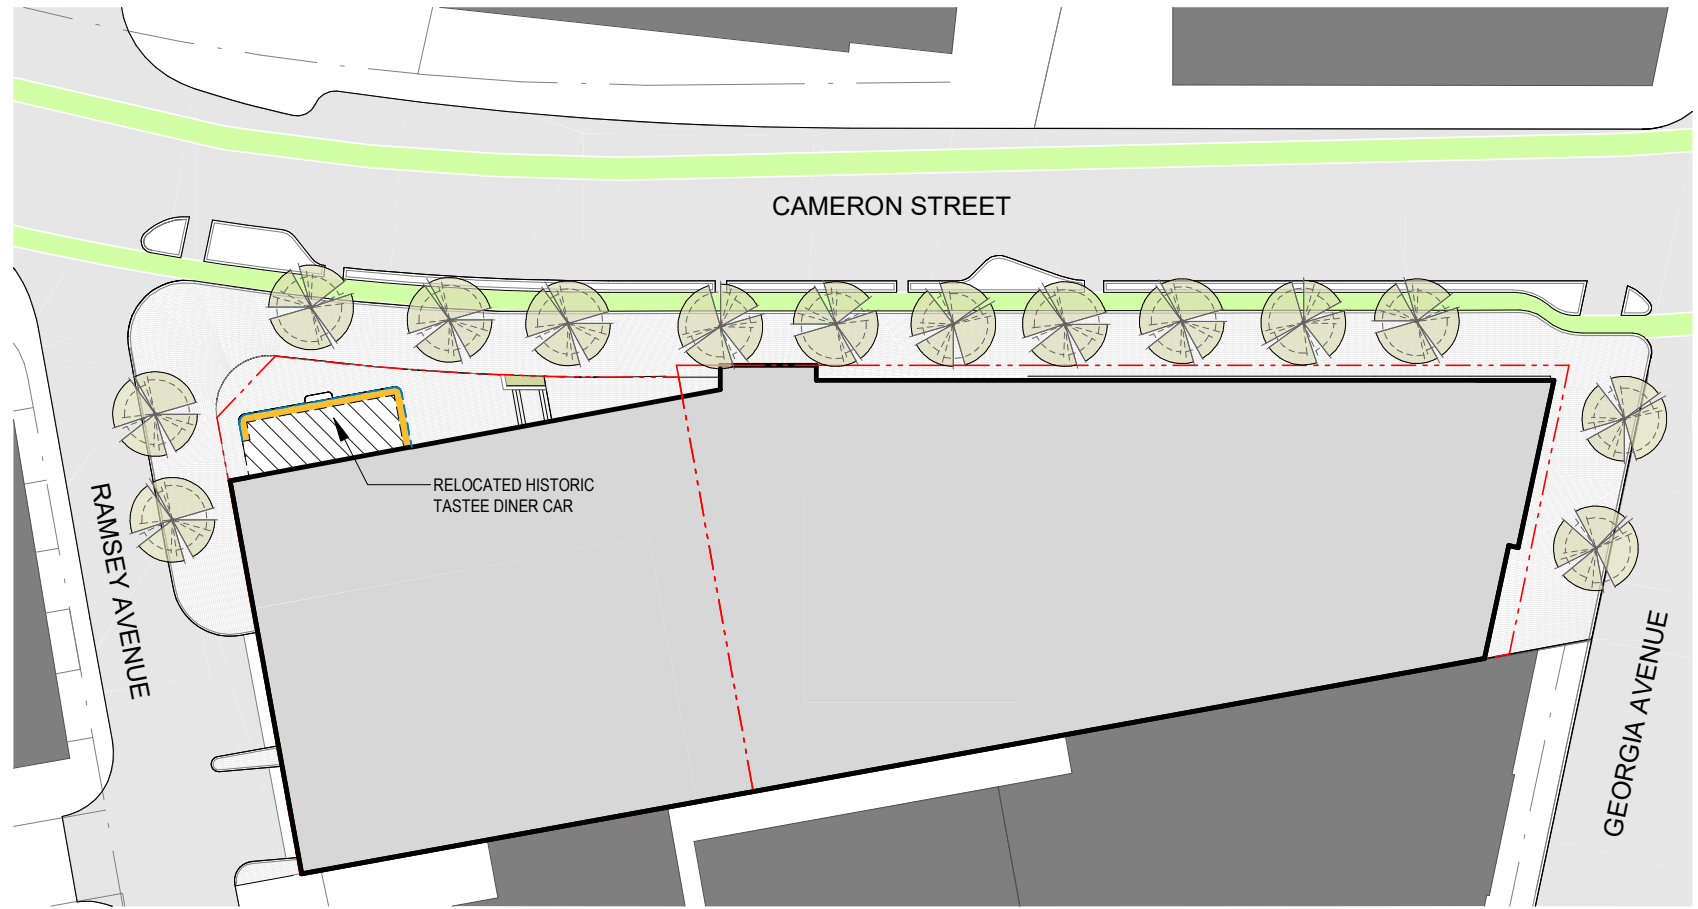 CAMERON STREET
RELOCATED HISTORIC
TASTEE DINER CAR
RAMSEY AVENUE
GEORGIA AVENUE